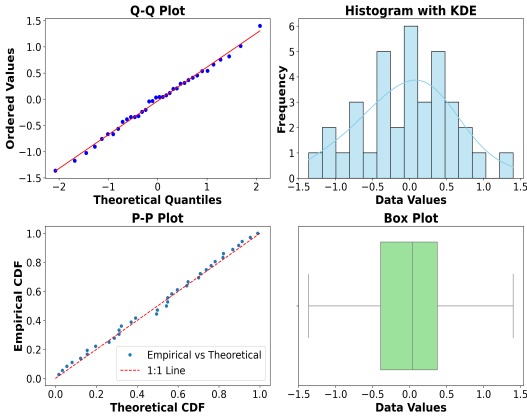 Q-Q Plot
Ordered Values
1.5
1.0
0.5
0.0
−0.5
−1.0
−1.5
−2 −1 0 1 2
Theoretical Quantiles
Histogram with KDE
Frequency
6
5
4
3
2
1
0
−1.5 −1.0 −0.5 0.0 0.5 1.0 1.5
Data Values
P-P Plot
Empirical CDF
1.0
0.8
0.6
0.4
0.2
0.0
Empirical vs Theoretical
1:1 Line
0.0 0.2 0.4 0.6 0.8 1.0
Theoretical CDF
Box Plot
−1.5 −1.0 −0.5 0.0 0.5 1.0 1.5
Data Values